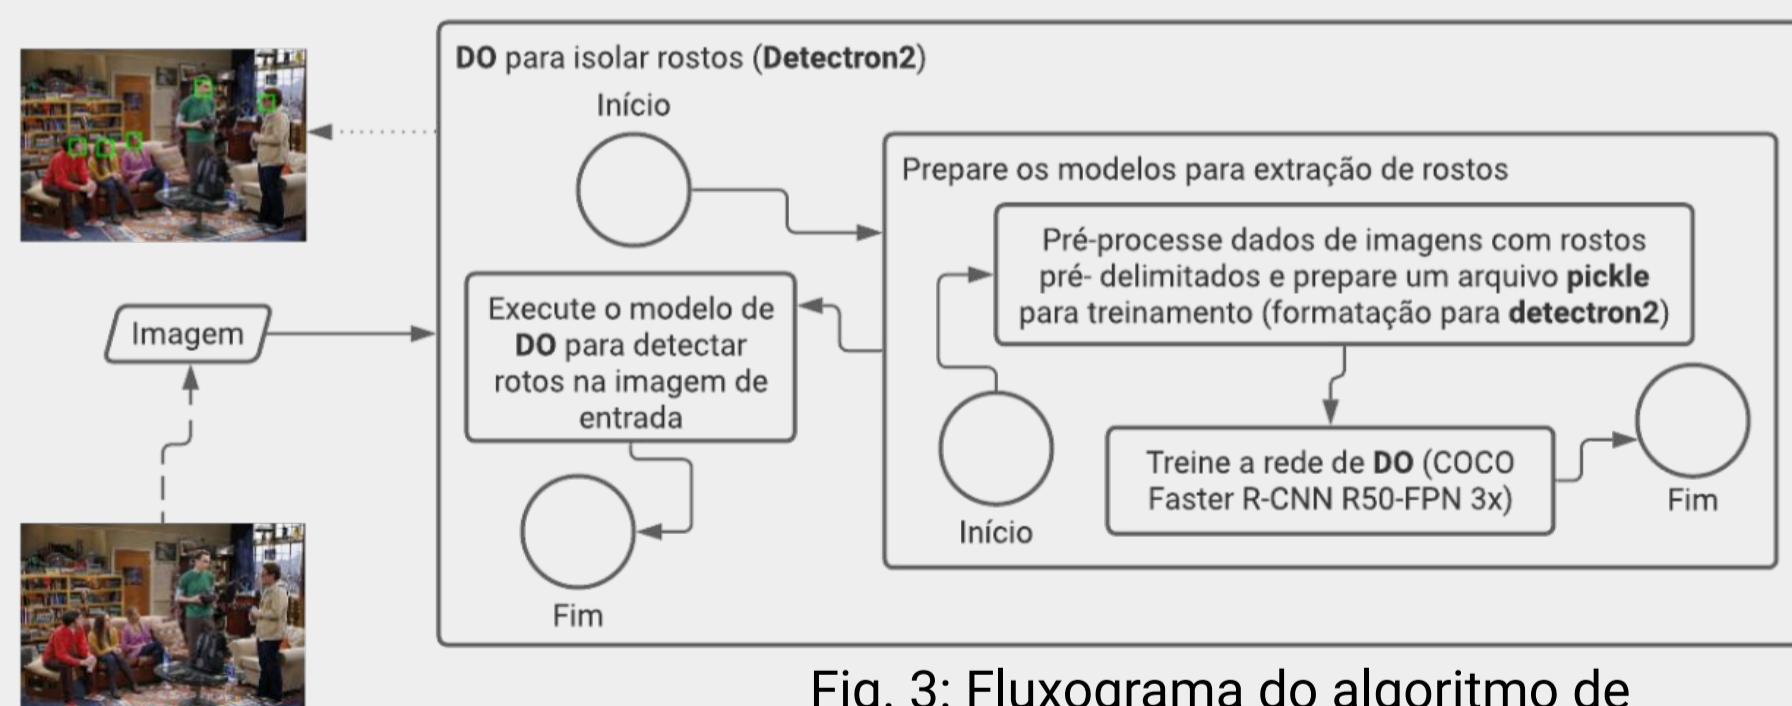 DO para isolar rostos (Detectron2)
Início
Prepare os modelos para extração de rostos
Pré-processe dados de imagens com rostos
pré- delimitados e prepare um arquivo pickle
para treinamento (formatação para detectron2)
Execute o modelo de
DO para detectar
rotos na imagem de
entrada
Imagem
Treine a rede de DO (COCO
Faster R-CNN R50-FPN 3x)
Início
Fim
Fim
Fig. 3: Fluxograma do algoritmo de